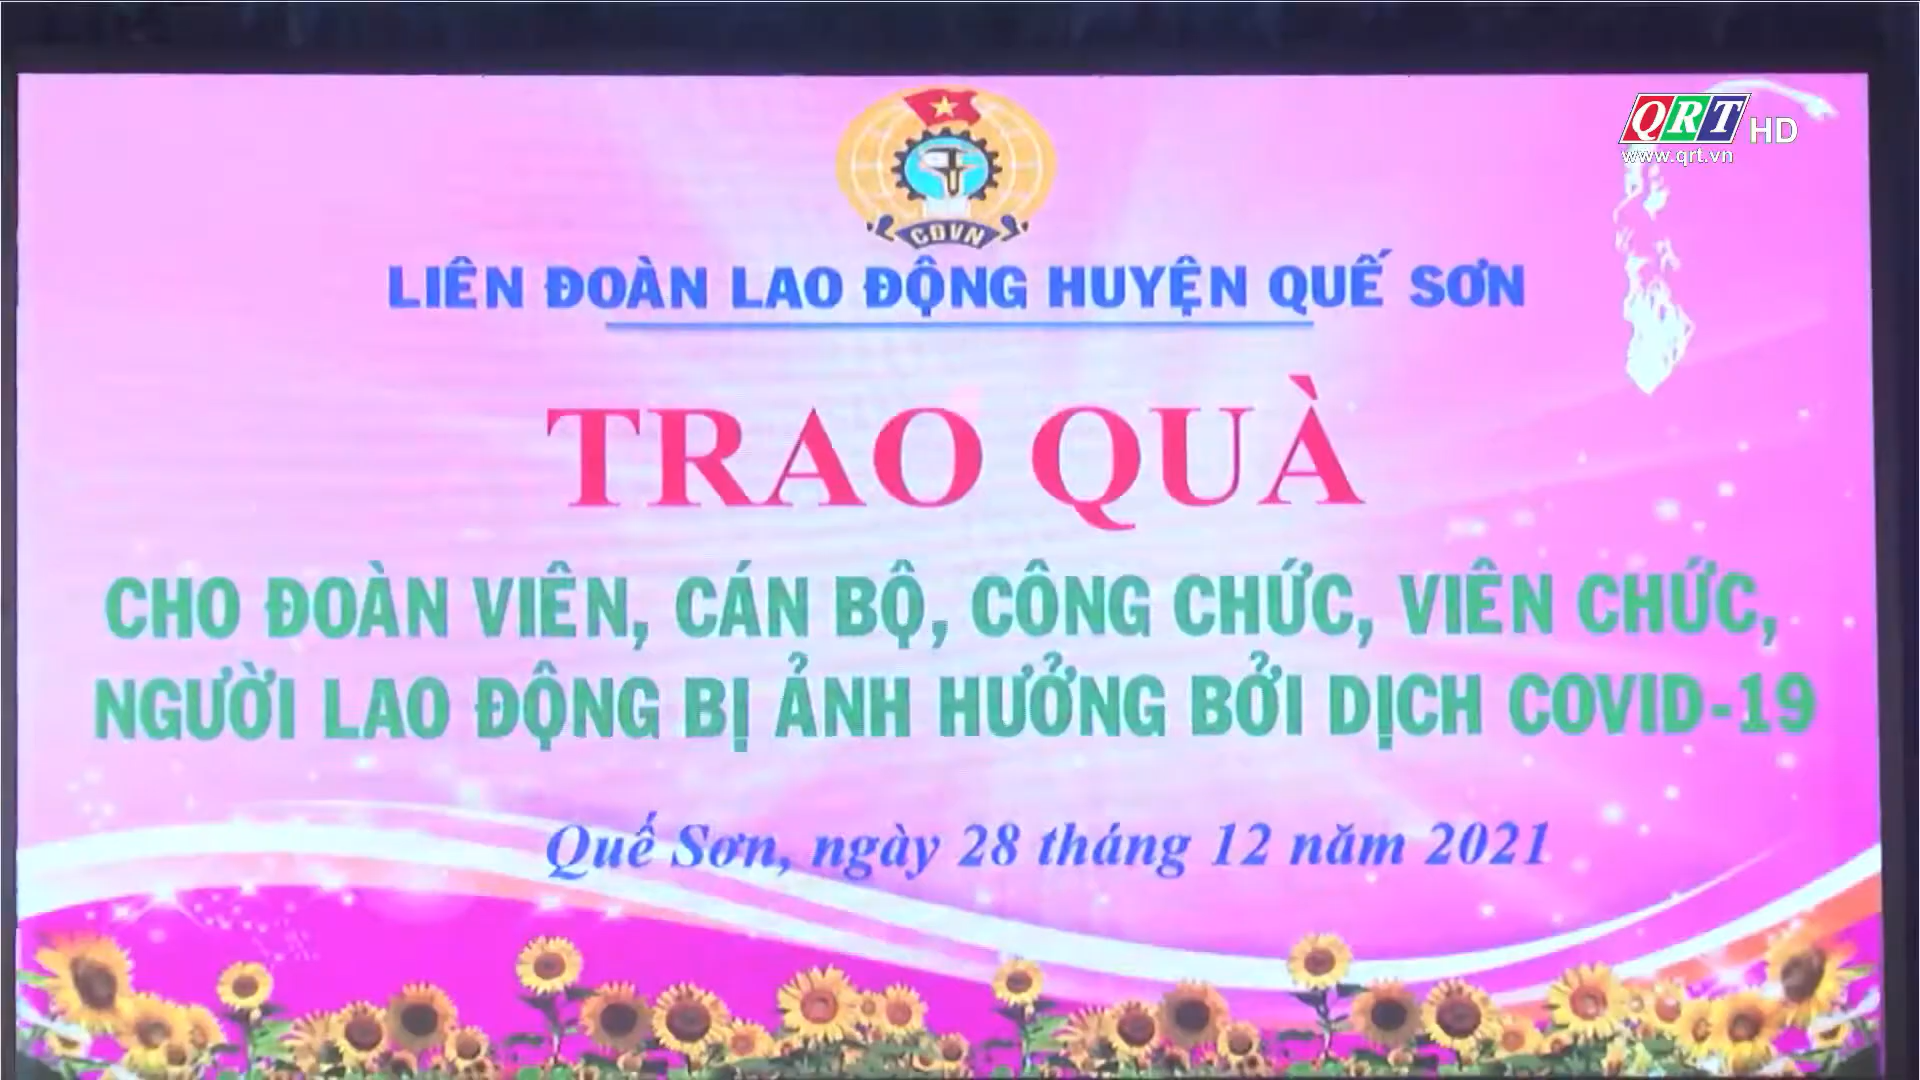 QRT HD
www.qrt.vn
CĐVN
LIÊN ĐOÀN LAO ĐỘNG HUYỆN QUẾ SƠN
TRAO QUÀ
CHO ĐOÀN VIÊN, CÁN BỘ, CÔNG CHỨC, VIÊN CHỨC,
NGƯỜI LAO ĐỘNG BỊ ẢNH HƯỞNG BỞI DỊCH COVID-19
Quế Sơn, ngày 28 tháng 12 năm 2021